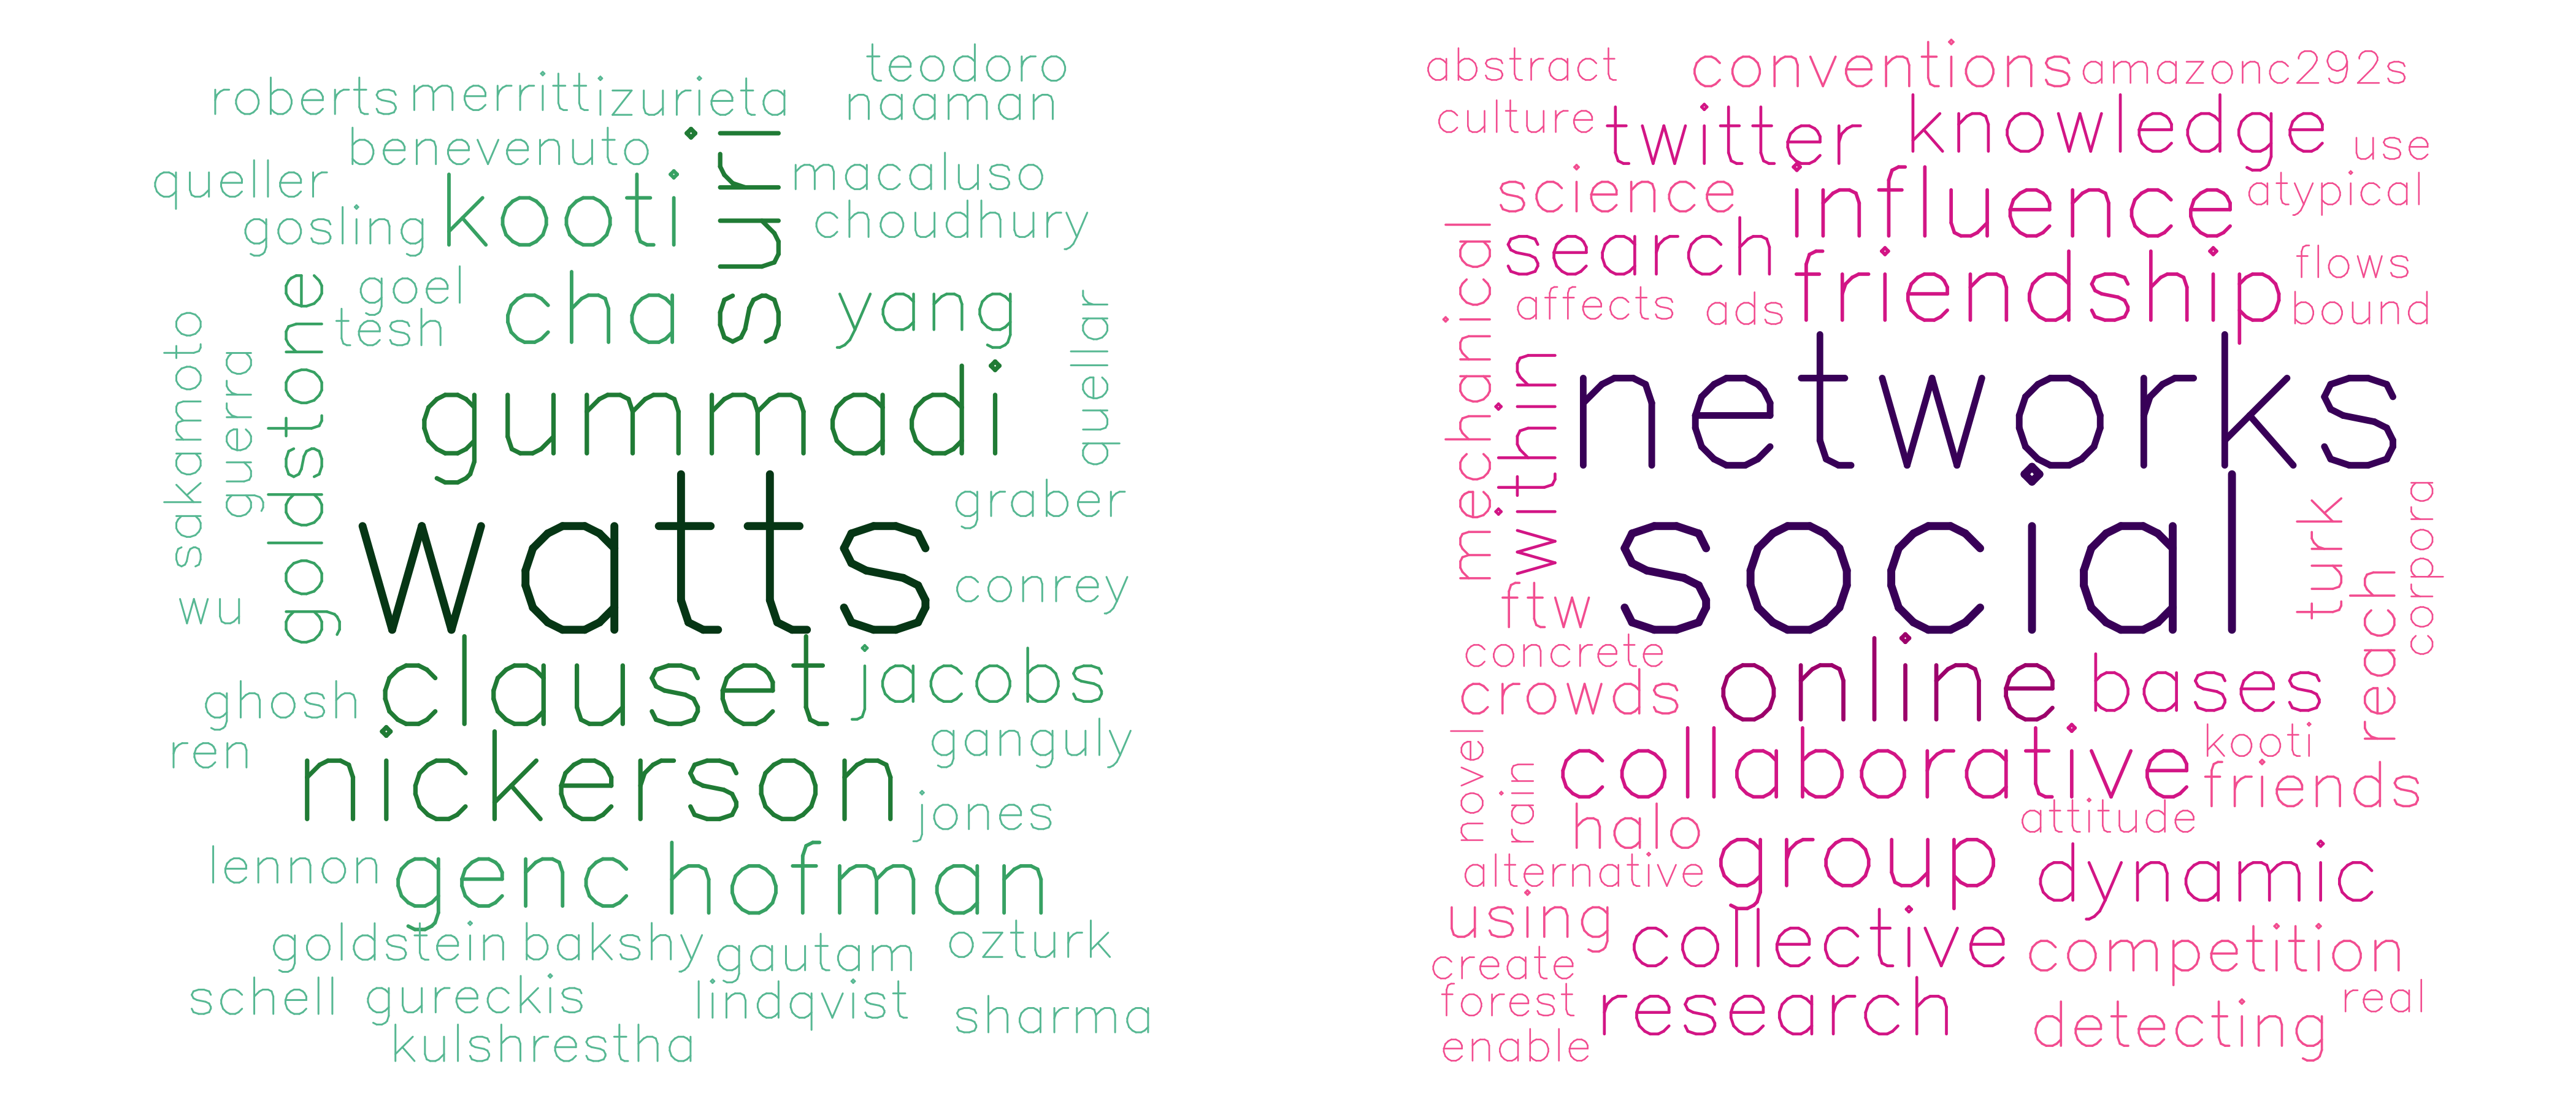 teodoro
roberts merritt izurieta naaman
benevenuto suri
queller macaluso
gosling kooti choudhury
goel cha yang
tesh
goldstone quellar
sakamoto guerra gummadi
graber
watts
wu conrey
clauset jacobs
ghosh
ren ganguly
nickerson jones
lennon genc hofman
goldstein bakshy gautam ozturk
schell gureckis lindqvist sharma
kulshrestha
abstract conventions amazonc292s
culture twitter knowledge use
science influence atypical
mechanical search friendship flows
affects ads bound
within networks
social turk corpora
ftw reach
concrete
crowds online bases
novel collaborative kooti
rain friends
halo attitude
alternative group dynamic
using collective competition
create
forest research real
enable detecting